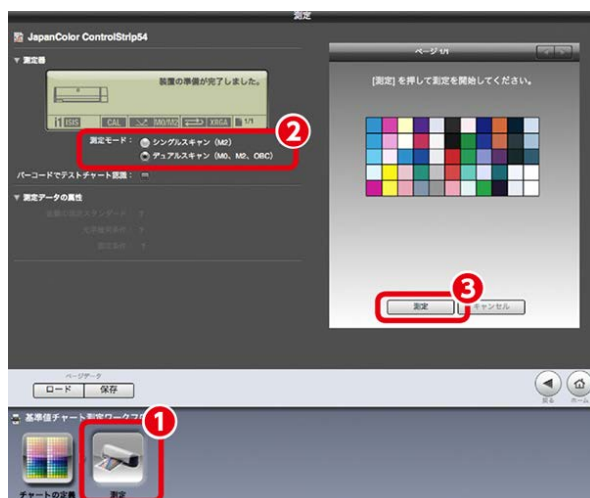 測定
JapanColor ControlStrip54
▼ 測定器
装置の準備が完了しました。
i1 ISIS CAL M0/M2 XRGA 1/1
測定モード： シングルスキャン（M2）
デュアルスキャン（M0、M2、OBC）
2
バーコードでテストチャート認識：
▼ 測定データの属性
ページ 1/1
[測定] を押して測定を開始してください。
3
測定 キャンセル
ページデータ
ロード 保存
戻る ホーム
基準値チャート測定ワークフ
1
チャートの定義 測定